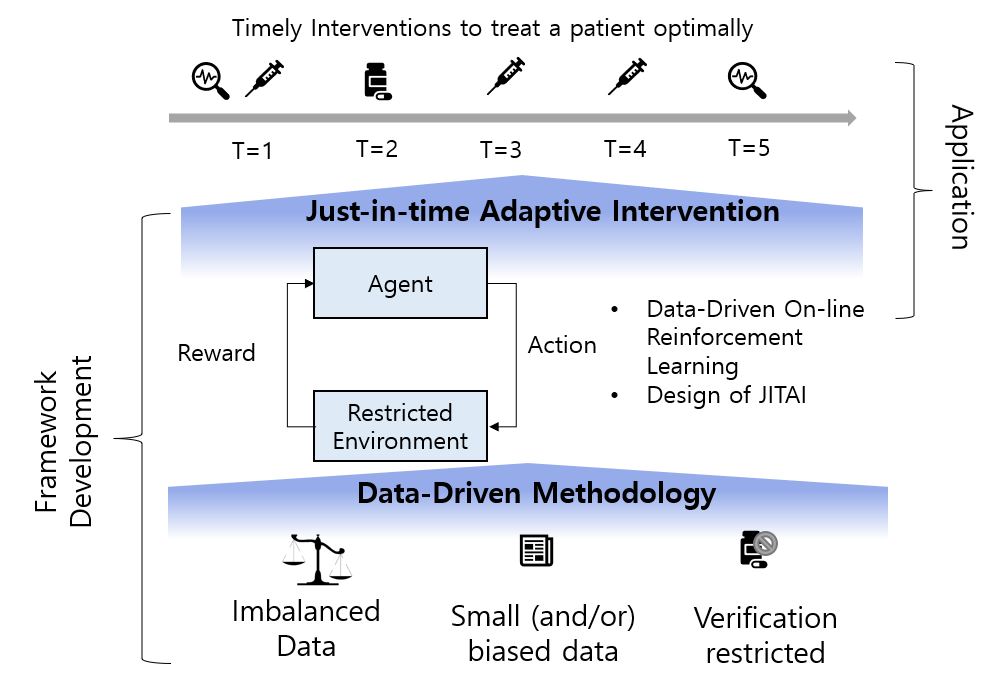 Timely Interventions to treat a patient optimally
T=1
T=2
T=3
T=4
T=5
Application
Just-in-time Adaptive Intervention
Agent
Reward
Action
Restricted
Environment
• Data-Driven On-line
Reinforcement
Learning
• Design of JITAI
Framework
Development
Data-Driven Methodology
Imbalanced
Data
Small (and/or)
biased data
Verification
restricted